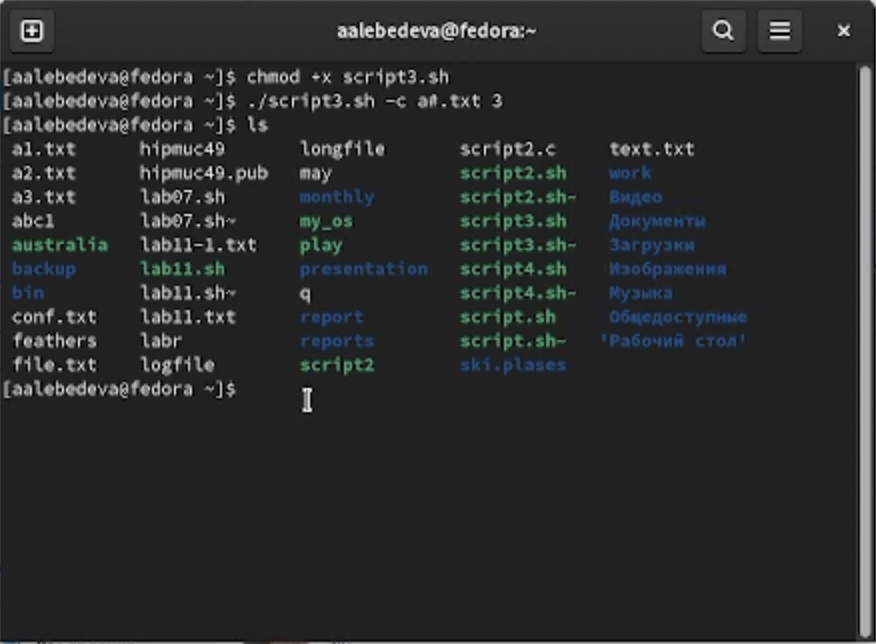 aalebedeva@fedora:~
[aalebedeva@fedora ~]$ chmod +x script3.sh
[aalebedeva@fedora ~]$ ./script3.sh -c a#.txt 3
[aalebedeva@fedora ~]$ ls
a1.txt hipmuc49 longfile script2.c text.txt
a2.txt hipmuc49.pub may script2.sh work
a3.txt lab07.sh monthly script2.sh~ Видео
abc1 lab07.sh~ my_os script3.sh Документы
australia lab11-1.txt play script3.sh~ Загрузки
backup lab11.sh presentation script4.sh Изображения
bin lab11.sh~ q script4.sh~ Музыка
conf.txt lab11.txt report script.sh Общедоступные
feathers labr reports script.sh~ 'Рабочий стол'
file.txt logfile script2 ski.plases
[aalebedeva@fedora ~]$